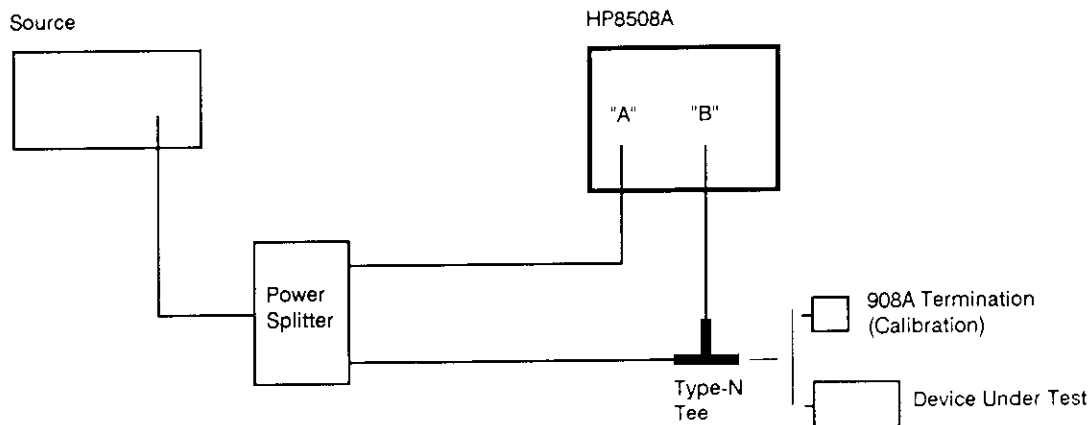 Source
HP8508A
"A"
"B"
Power
Splitter
908A Termination
(Calibration)
Type-N
Tee
Device Under Test